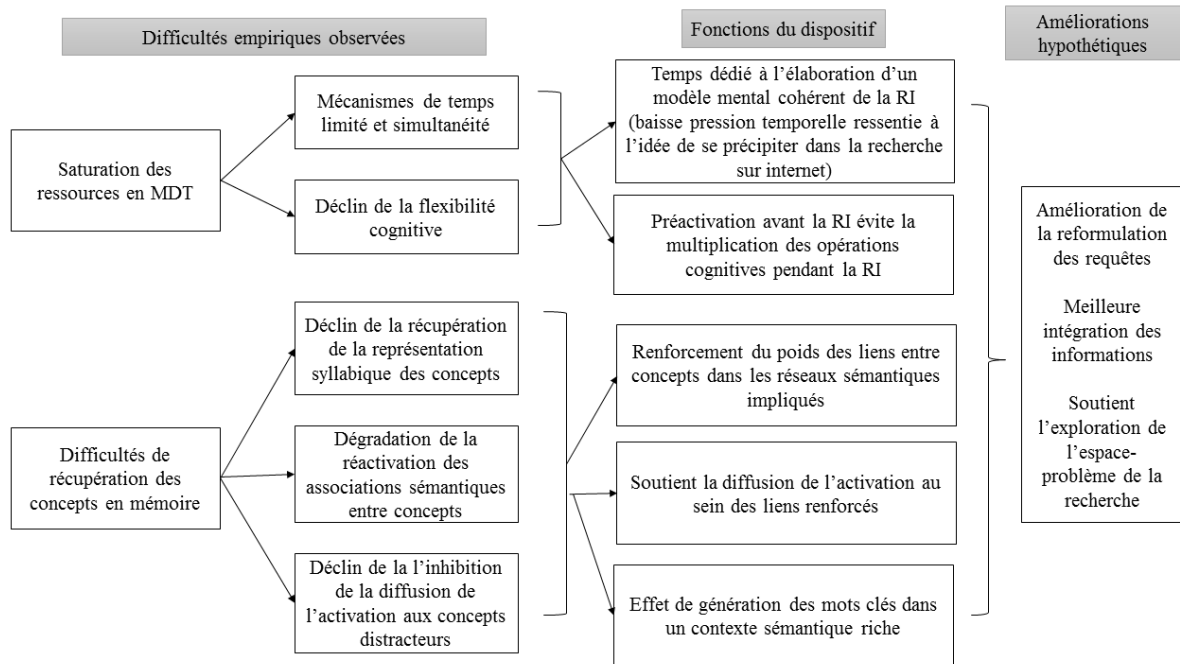 Difficultés empiriques observées
Fonctions du dispositif
Améliorations
hypothétiques
Saturation des
ressources en MDT
Mécanismes de temps
limité et simultanéité
Déclin de la flexibilité
cognitive
Temps dédié à l’élaboration d’un
modèle mental cohérent de la RI
(baisse pression temporelle ressentie à
l’idée de se précipiter dans la recherche
sur internet)
Préactivation avant la RI évite la
multiplication des opérations
cognitives pendant la RI
Difficultés de
récupération des
concepts en mémoire
Déclin de la récupération
de la représentation
syllabique des concepts
Dégradation de la
réactivation des
associations sémantiques
entre concepts
Déclin de la l’inhibition
de la diffusion de
l’activation aux concepts
distracteurs
Renforcement du poids des liens entre
concepts dans les réseaux sémantiques
impliqués
Soutient la diffusion de l’activation au
sein des liens renforcés
Effet de génération des mots clés dans
un contexte sémantique riche
Amélioration de
la reformulation
des requêtes
Meilleure
intégration des
informations
Soutient
l’exploration de
l’espace-
problème de la
recherche